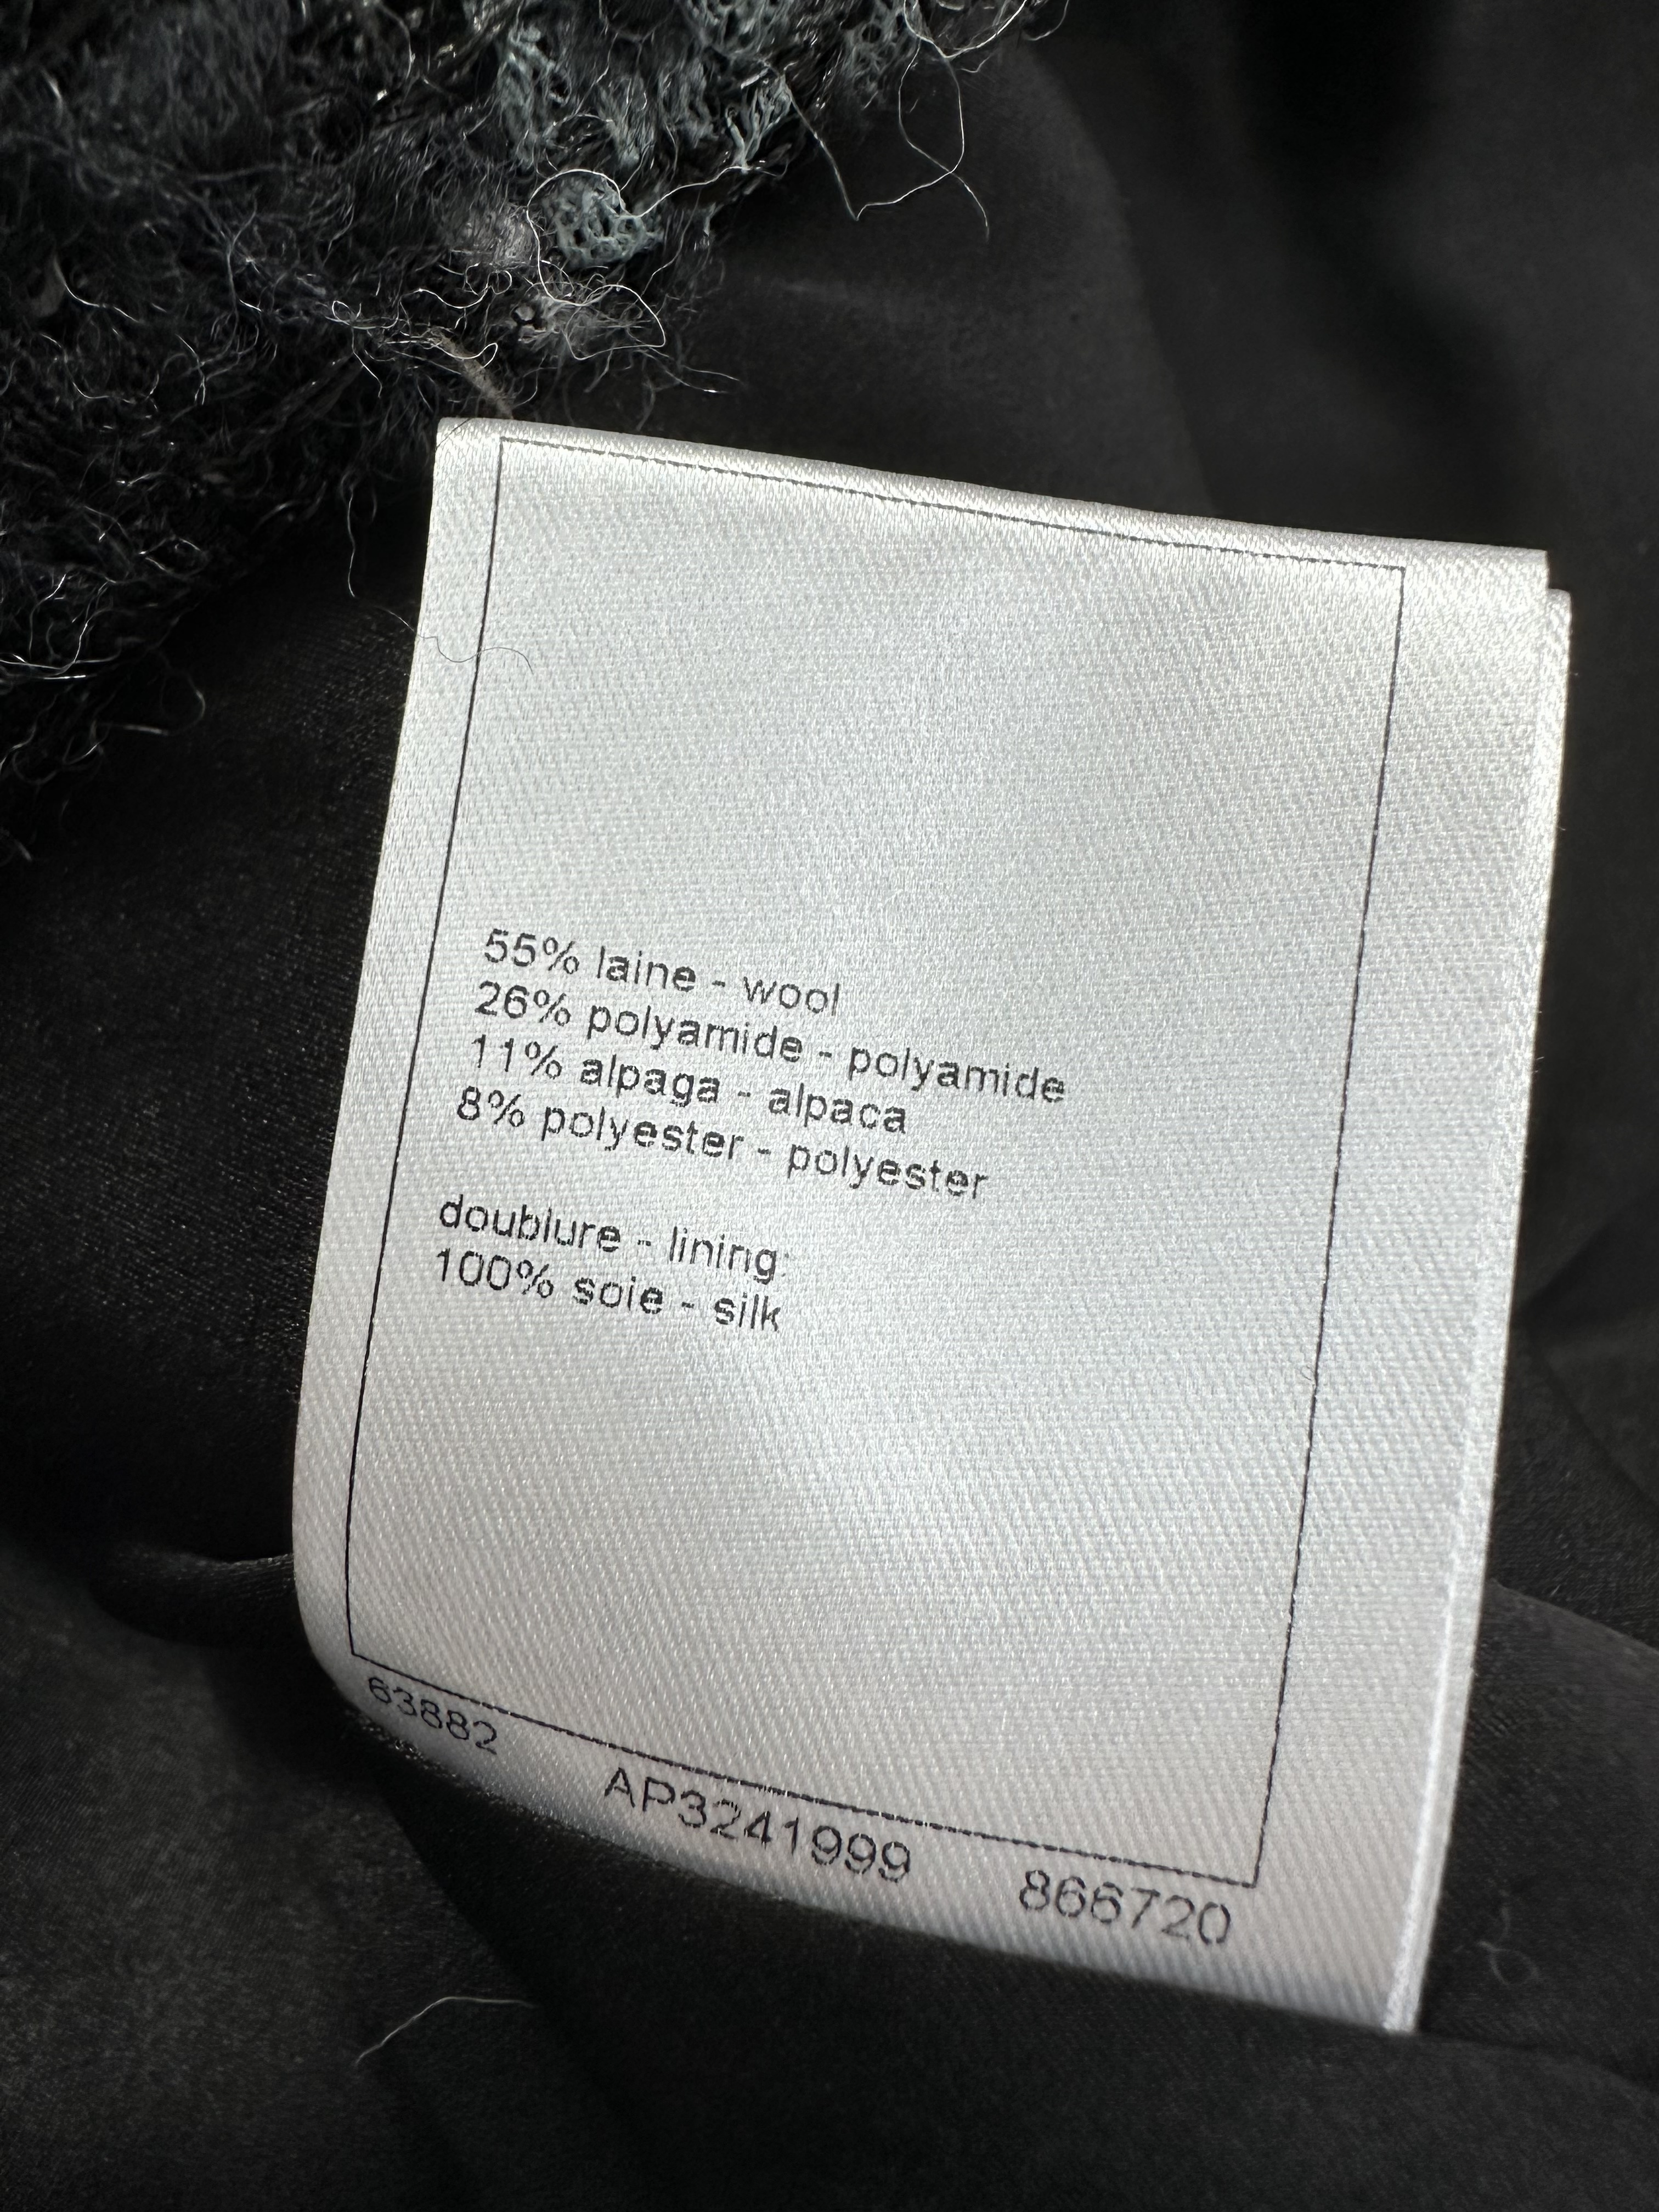 55% laine - wool
26% polyamide - polyamide
11% alpaga - alpaca
8% polyester - polyester
doublure - lining:
100% soie - silk
63882 AP3241999 866720